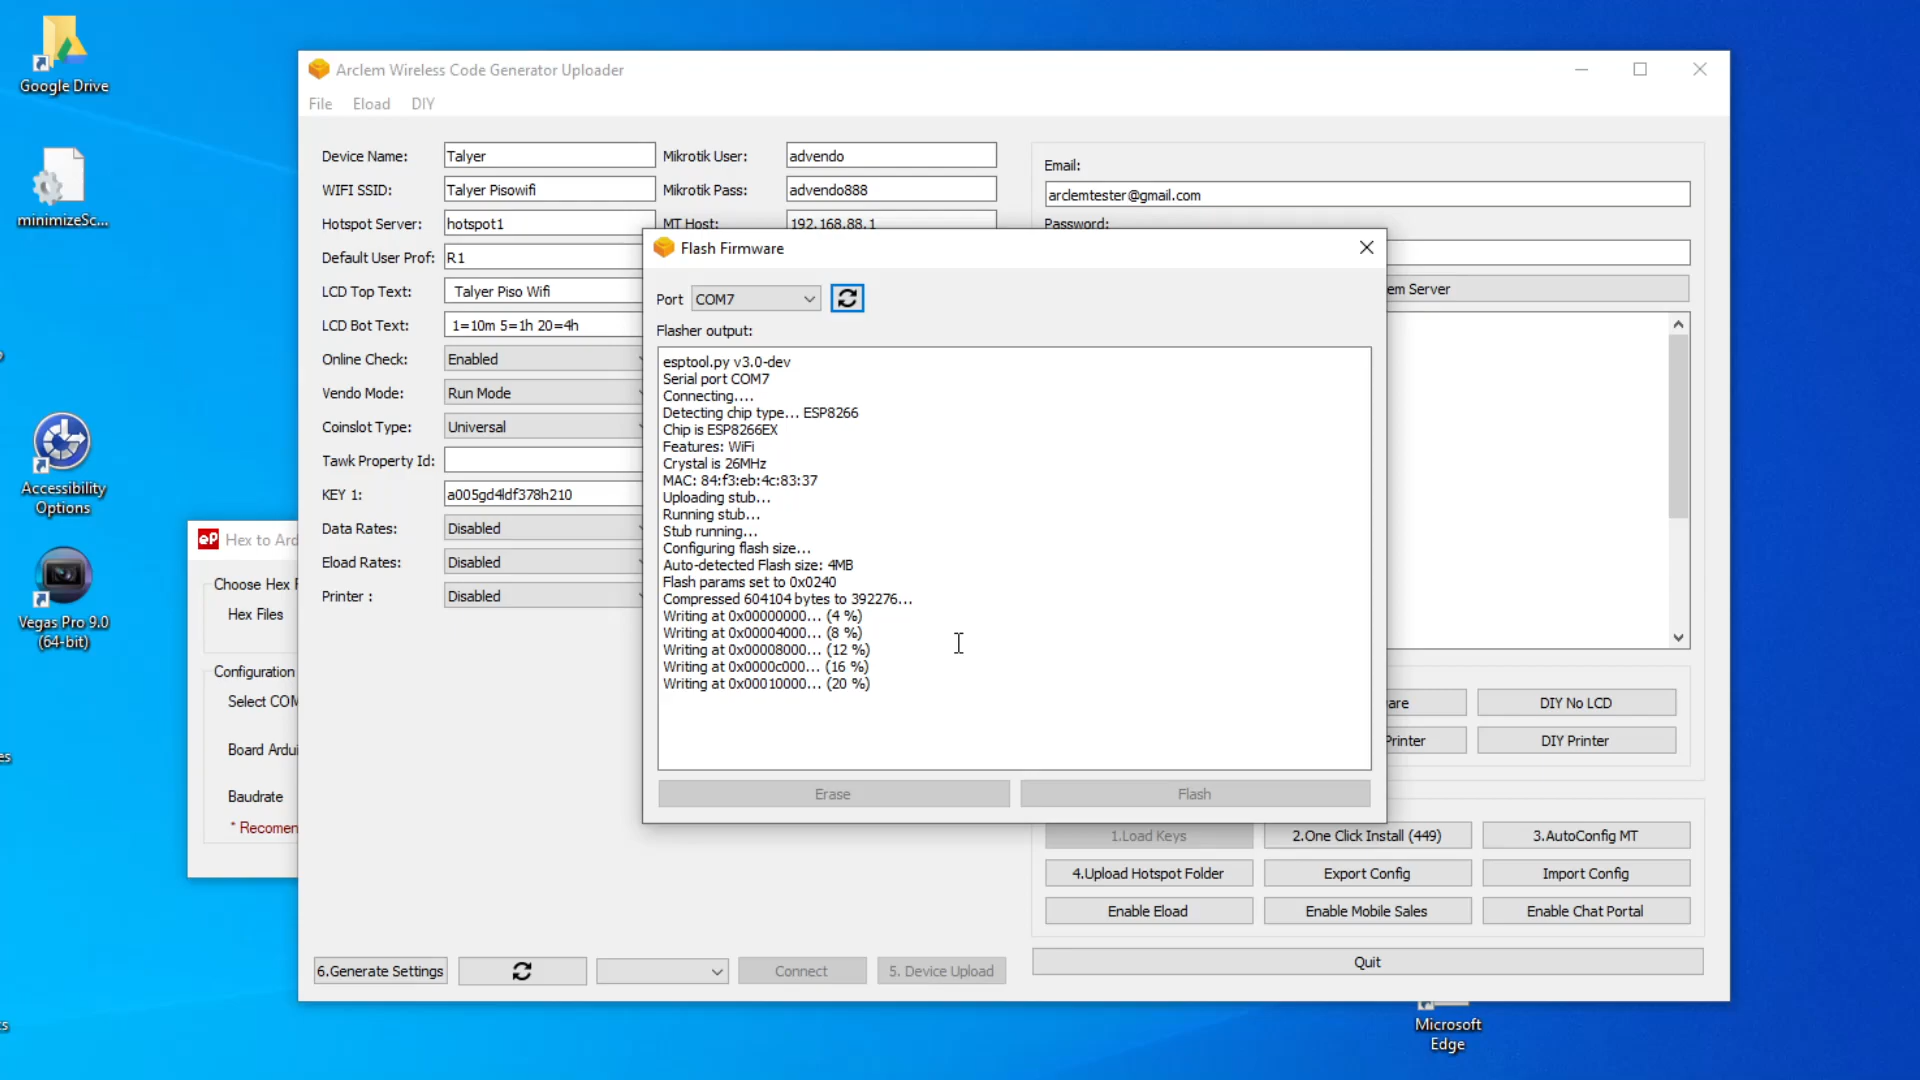 Google Drive
minimizeSc...
Accessibility
Options
Vegas Pro 9.0
(64-bit)
Microsoft
Edge
Hex to Ard
Choose Hex F
Hex Files
Configuration
Select COM
Board Ardui
Baudrate
* Recomen
Arclem Wireless Code Generator Uploader
File Eload DIY
Device Name: Talyer
WIFI SSID: Talyer Pisowifi
Hotspot Server: hotspot1
Default User Prof: R1
LCD Top Text: Talyer Piso Wifi
LCD Bot Text: 1=10m 5=1h 20=4h
Online Check: Enabled
Vendo Mode: Run Mode
Coinslot Type: Universal
Tawk Property Id:
KEY 1: a005gd4ldf378h210
Data Rates: Disabled
Eload Rates: Disabled
Printer : Disabled
Mikrotik User: advendo
Mikrotik Pass: advendo888
MT Host: 192.168.88.1
Email:
arclemtester@gmail.com
Password:
em Server
Flash Firmware
Port COM7
Flasher output:
esptool.py v3.0-dev
Serial port COM7
Connecting....
Detecting chip type... ESP8266
Chip is ESP8266EX
Features: WiFi
Crystal is 26MHz
MAC: 84:f3:eb:4c:83:37
Uploading stub...
Running stub...
Stub running...
Configuring flash size...
Auto-detected Flash size: 4MB
Flash params set to 0x0240
Compressed 604104 bytes to 392276...
Writing at 0x00000000... (4 %)
Writing at 0x00004000... (8 %)
Writing at 0x00008000... (12 %)
Writing at 0x0000c000... (16 %)
Writing at 0x00010000... (20 %)
Erase Flash
are DIY No LCD
Printer DIY Printer
1.Load Keys 2.One Click Install (449) 3.AutoConfig MT
4.Upload Hotspot Folder Export Config Import Config
Enable Eload Enable Mobile Sales Enable Chat Portal
6.Generate Settings Connect 5. Device Upload Quit